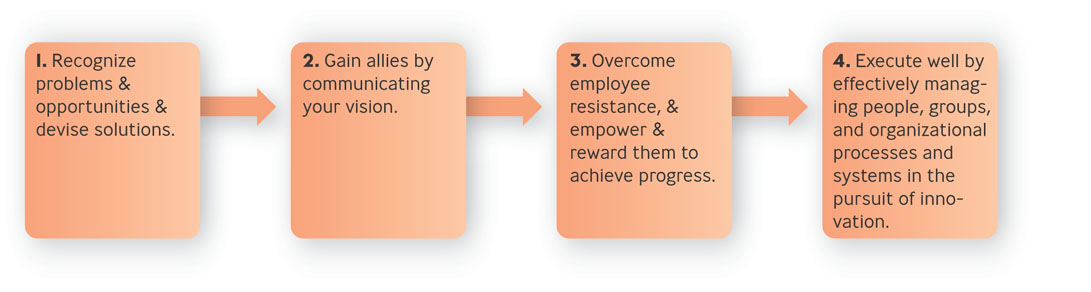 1. Recognize
problems &
opportunities &
devise solutions.
2. Gain allies by
communicating
your vision.
3. Overcome
employee
resistance, &
empower &
reward them to
achieve progress.
4. Execute well by
effectively manag-
ing people, groups,
and organizational
processes and
systems in the
pursuit of inno-
vation.